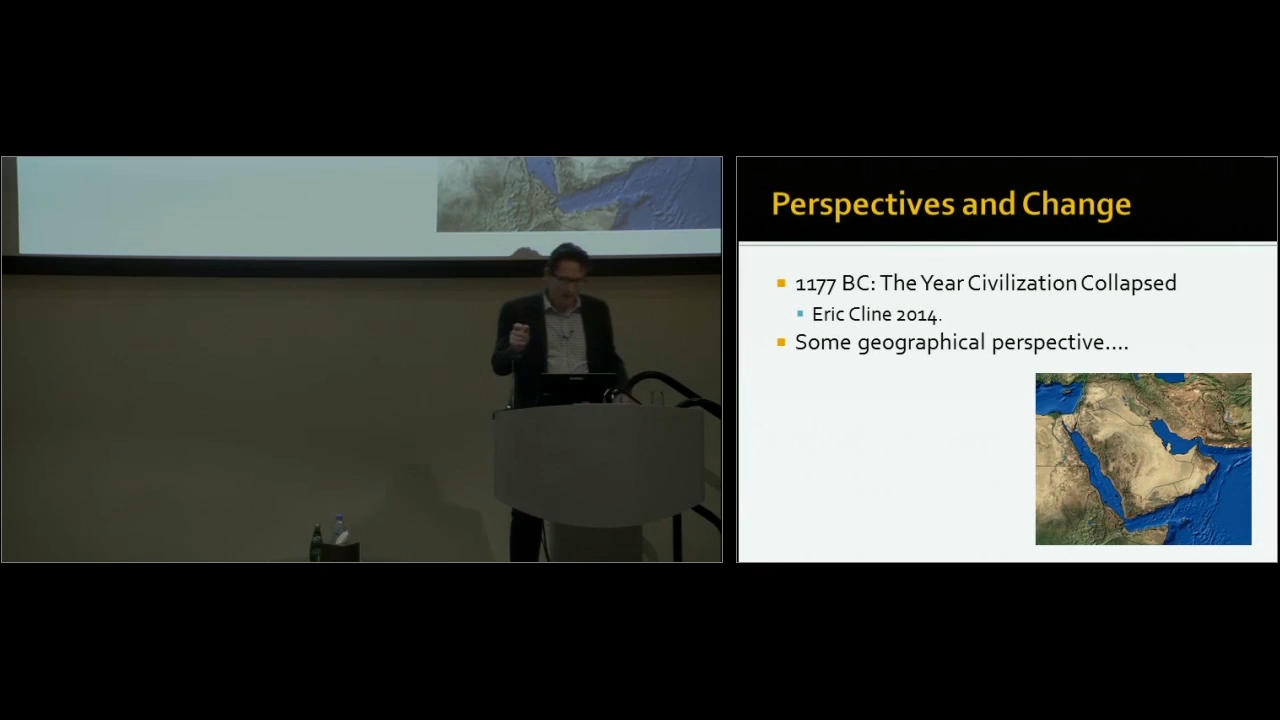 Perspectives and Change
1177 BC: The Year Civilization Collapsed
Eric Cline 2014.
Some geographical perspective....